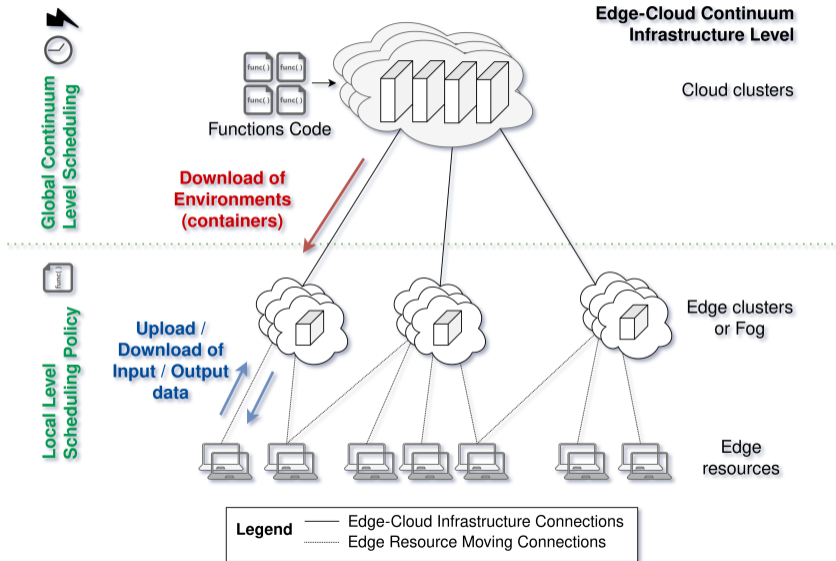 Edge-Cloud Continuum
Infrastructure Level
Cloud clusters
func()
func()
func()
func()
Functions Code
Global Continuum
Level Scheduling
Download of
Environments
(containers)
func()
Local Level
Scheduling Policy
Edge clusters
or Fog
Upload /
Download of
Input / Output
data
Edge
resources
Legend
Edge-Cloud Infrastructure Connections
Edge Resource Moving Connections